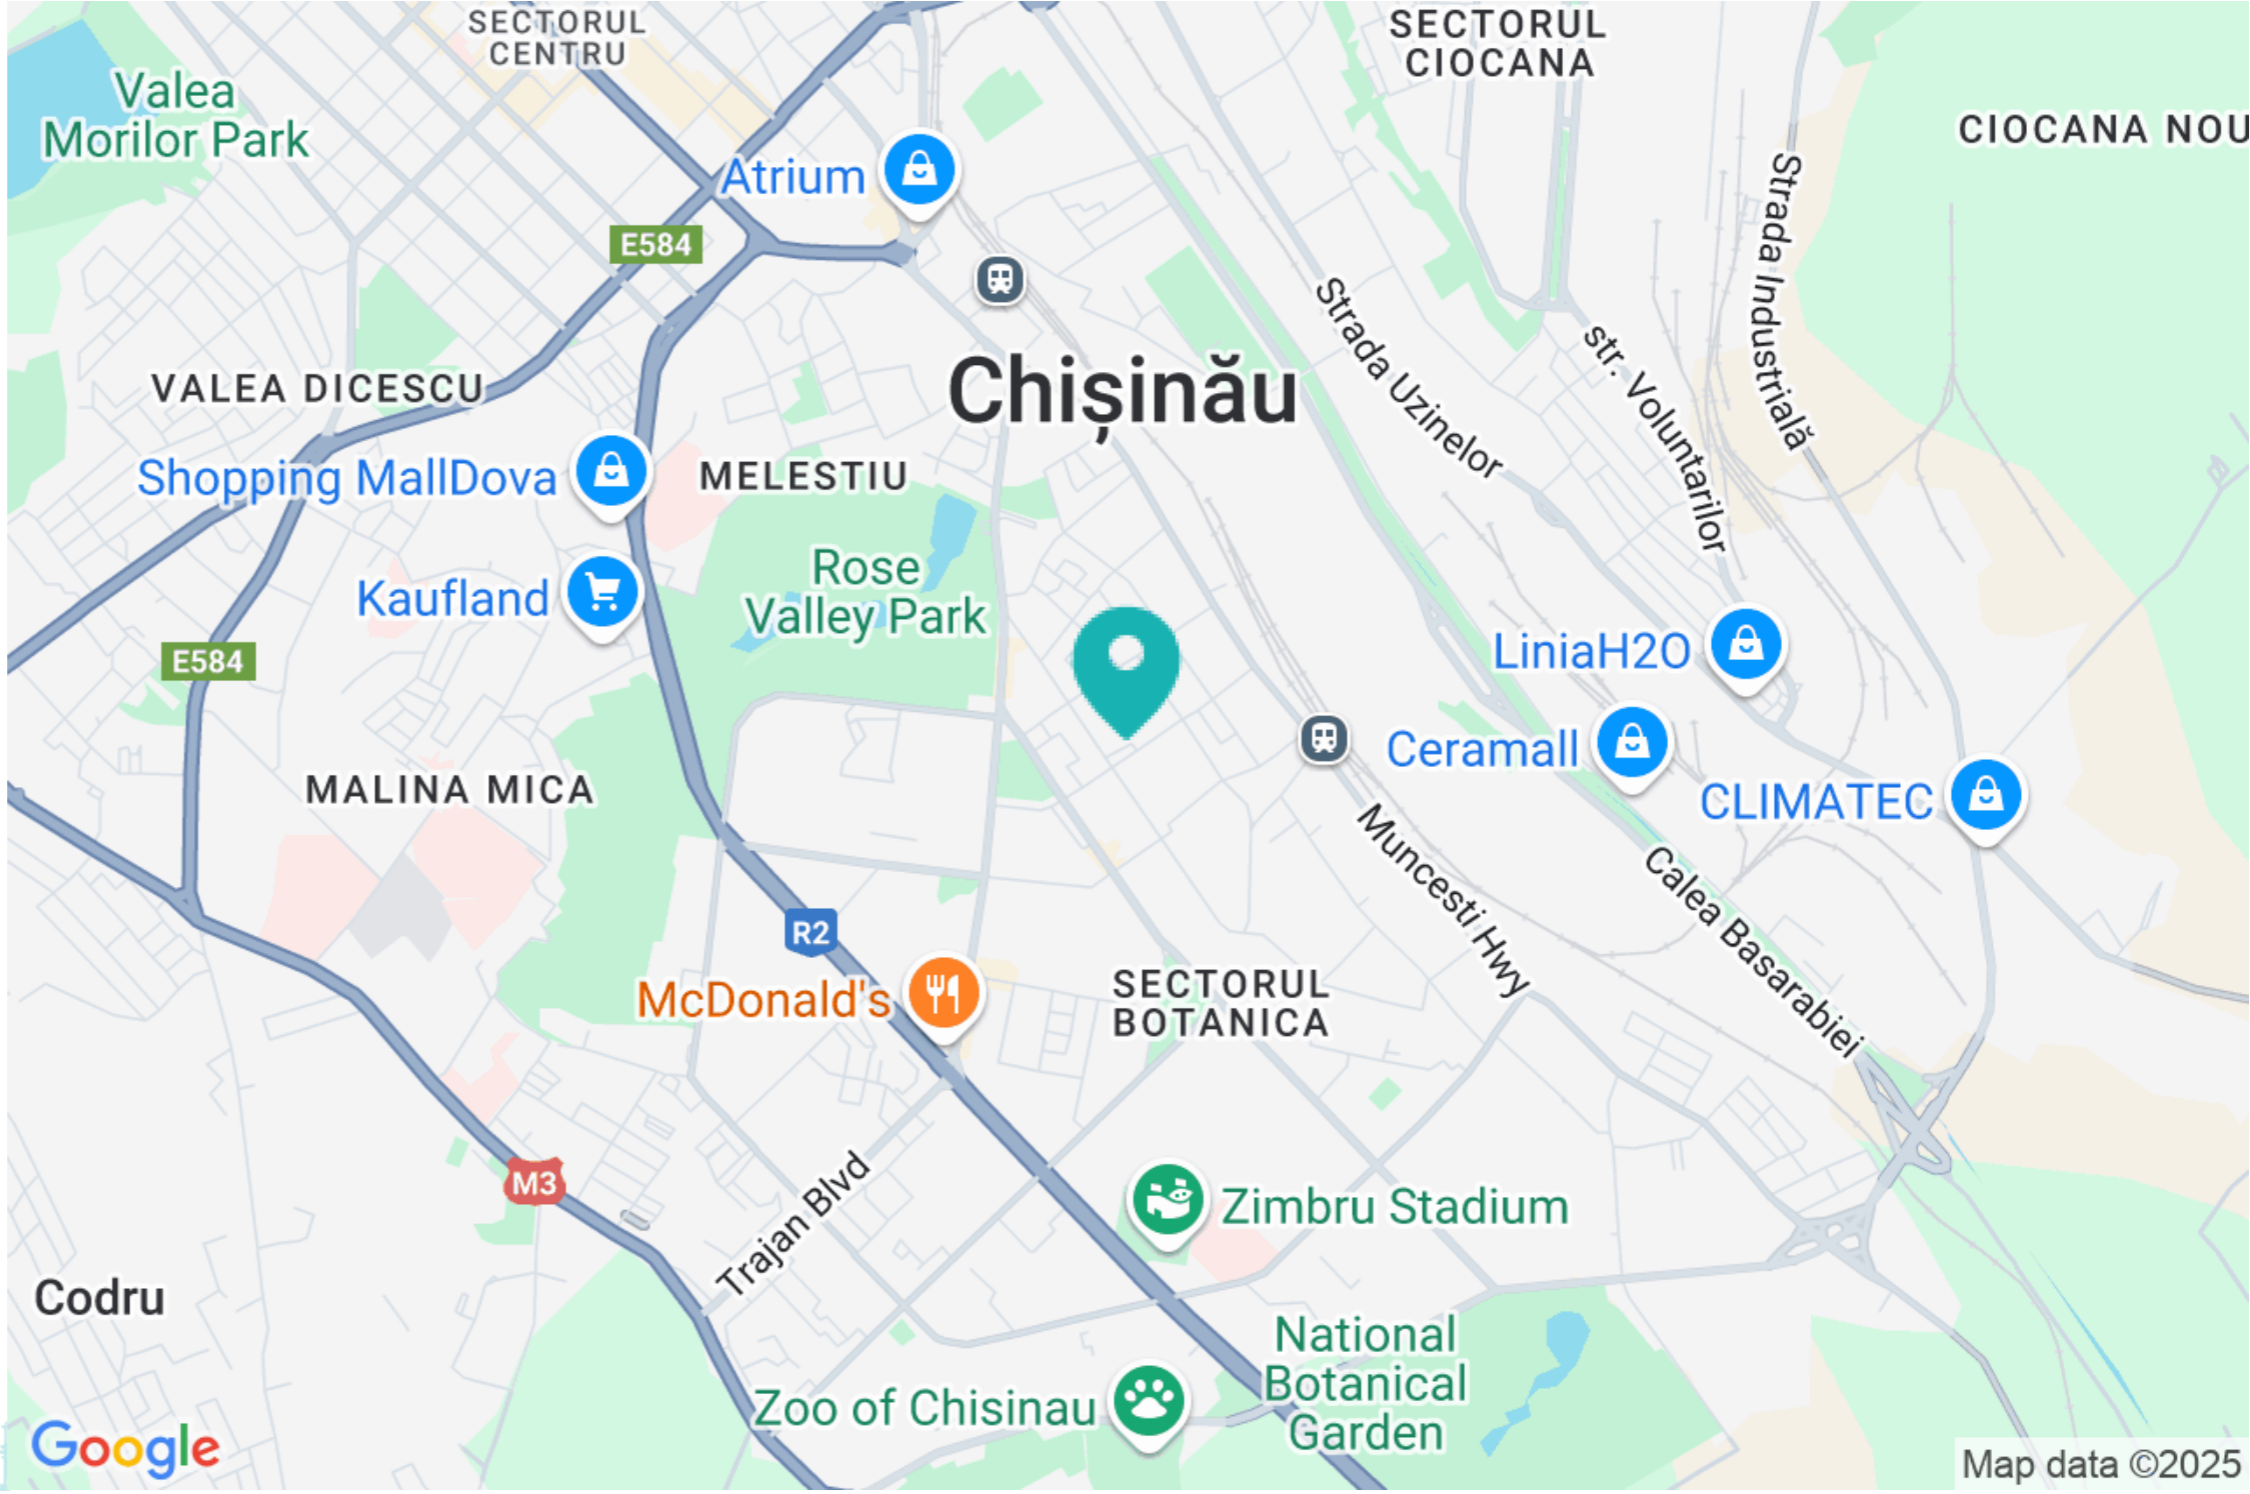 SECTORUL
CENTRU
SECTORUL
CIOCANA
Valea
Morilor Park
CIOCANA NOU
Atrium
E584
Strada Industrială
Strada Uzinelor
str. Voluntarilor
VALEA DICESCU
Chișinău
Shopping MallDova
MELESTIU
Rose
Valley Park
Kaufland
E584
LiniaH2O
Ceramall
CLIMATEC
MALINA MICA
Muncesti Hwy
Calea Basarabiei
R2
McDonald's
SECTORUL
BOTANICA
M3
Trajan Blvd
Zimbru Stadium
Codru
National
Botanical
Garden
Zoo of Chisinau
Google
Map data ©2025